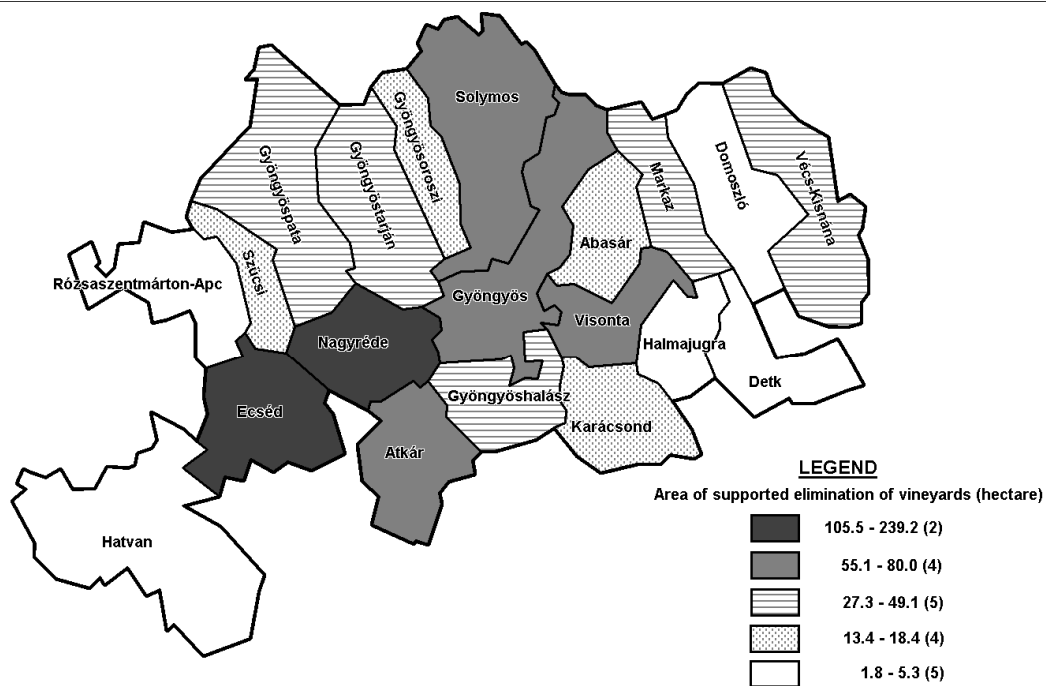 Solymos
Gyöngyösoroszi
Gyöngyöspata
Gyöngyöstarján
Markaz
Domoszló
Vécs-Kisnána
Abasár
Szücsi
Rózsaszentmárton-Apc
Gyöngyös
Visonta
Nagyréde
Halmajugra
Detk
Gyöngyöshalász
Ecséd
Karácsond
Atkár
Hatvan
LEGEND
Area of supported elimination of vineyards (hectare)
105.5 - 239.2 (2)
55.1 - 80.0 (4)
27.3 - 49.1 (5)
13.4 - 18.4 (4)
1.8 - 5.3 (5)